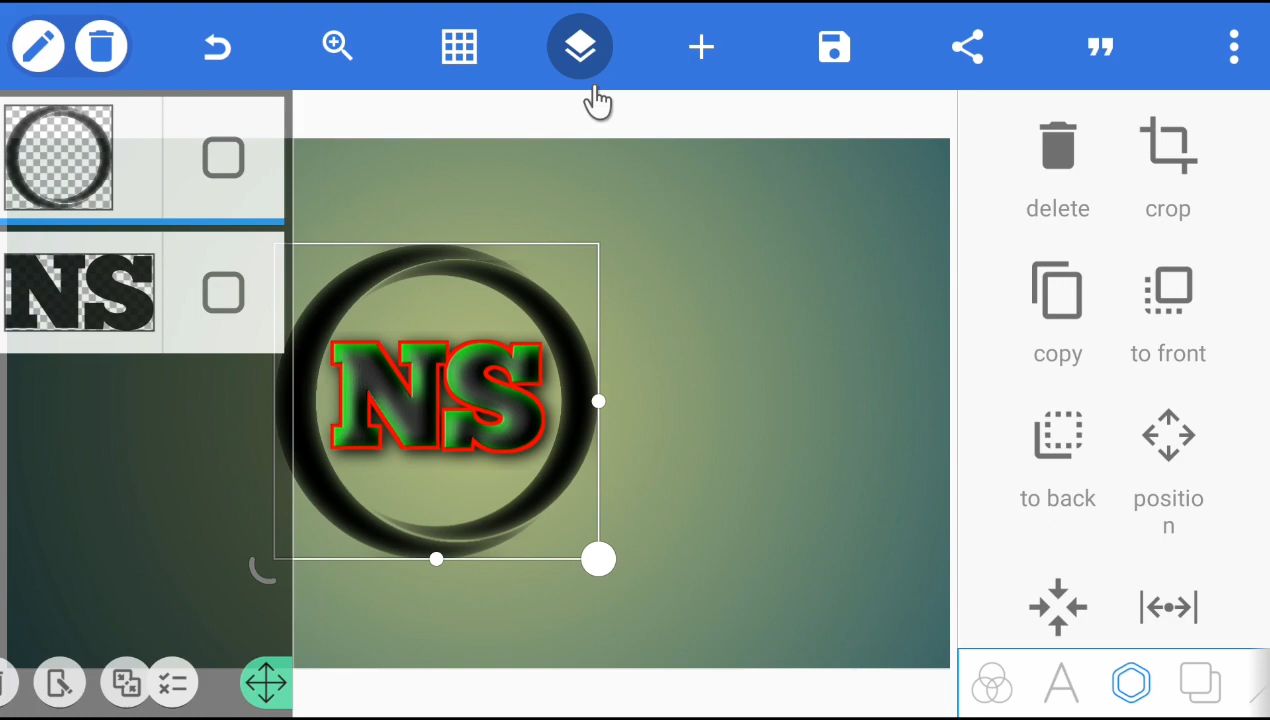 NS
NS
delete
crop
copy
to front
to back
positio
n